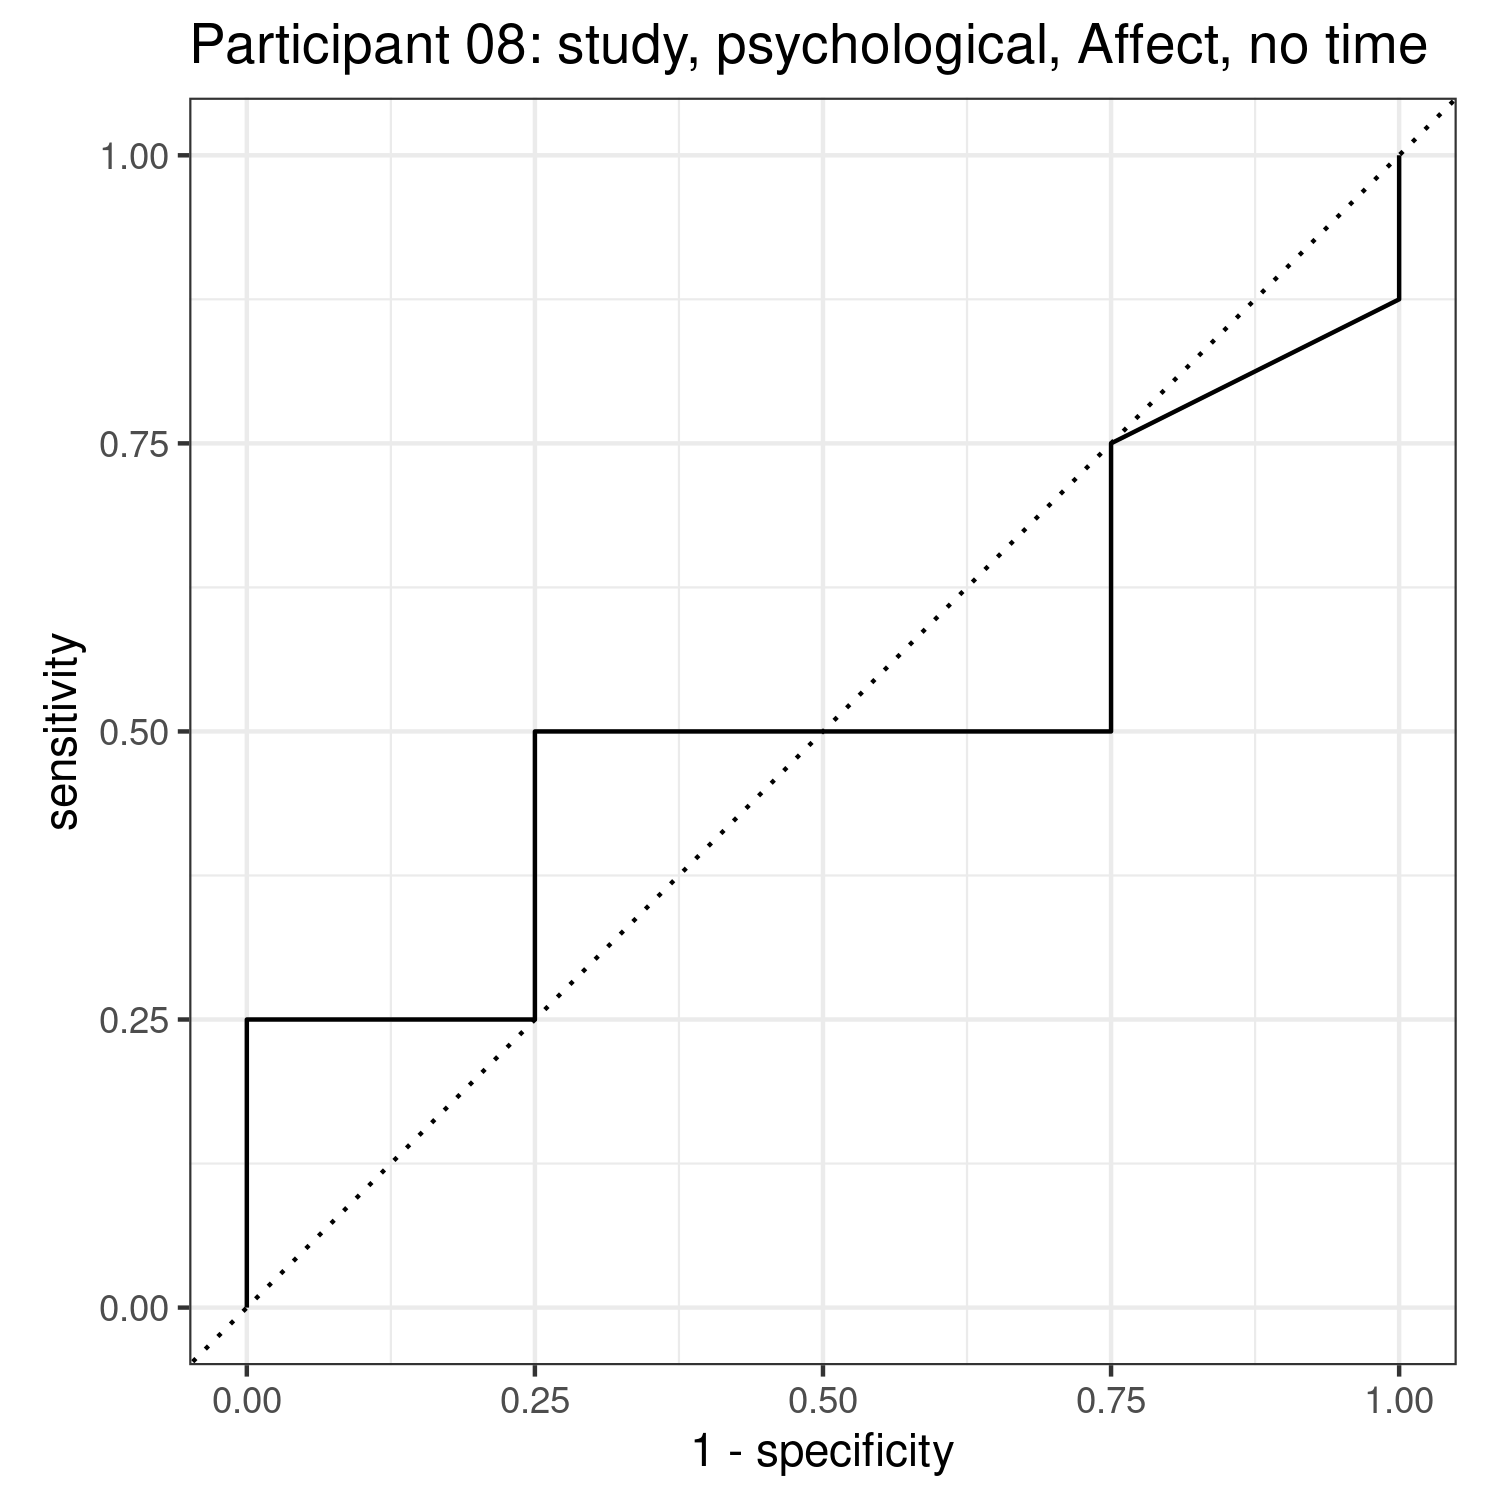 Participant 08: study, psychological, Affect, no time
sensitivity
1.00
0.75
0.50
0.25
0.00
0.00 0.25 0.50 0.75 1.00
1 - specificity